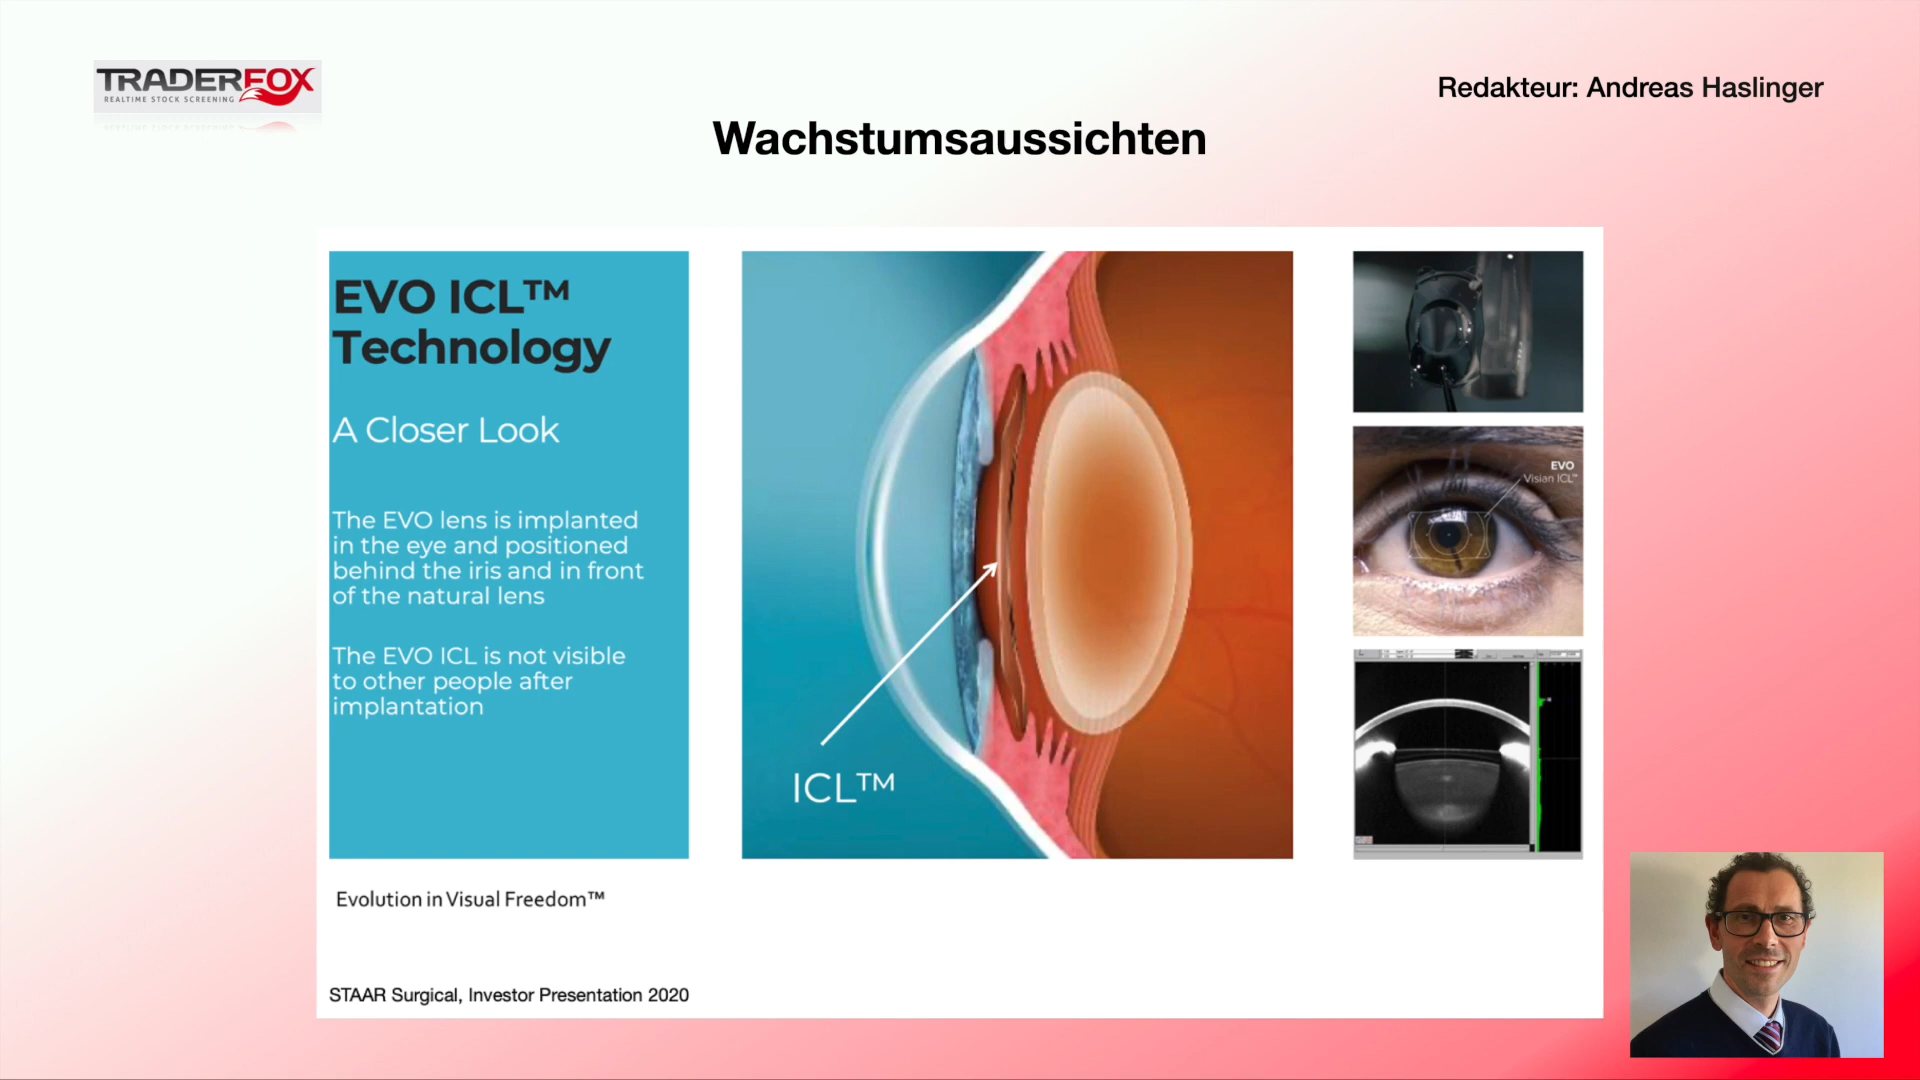 TRADERFOX
REALTIME STOCK SCREENING
Redakteur: Andreas Haslinger
Wachstumsaussichten
EVO ICL™
Technology
A Closer Look
The EVO lens is implanted
in the eye and positioned
behind the iris and in front
of the natural lens
The EVO ICL is not visible
to other people after
implantation
ICL™
EVO
Visian ICL™
Evolution in Visual Freedom™
STAAR Surgical, Investor Presentation 2020